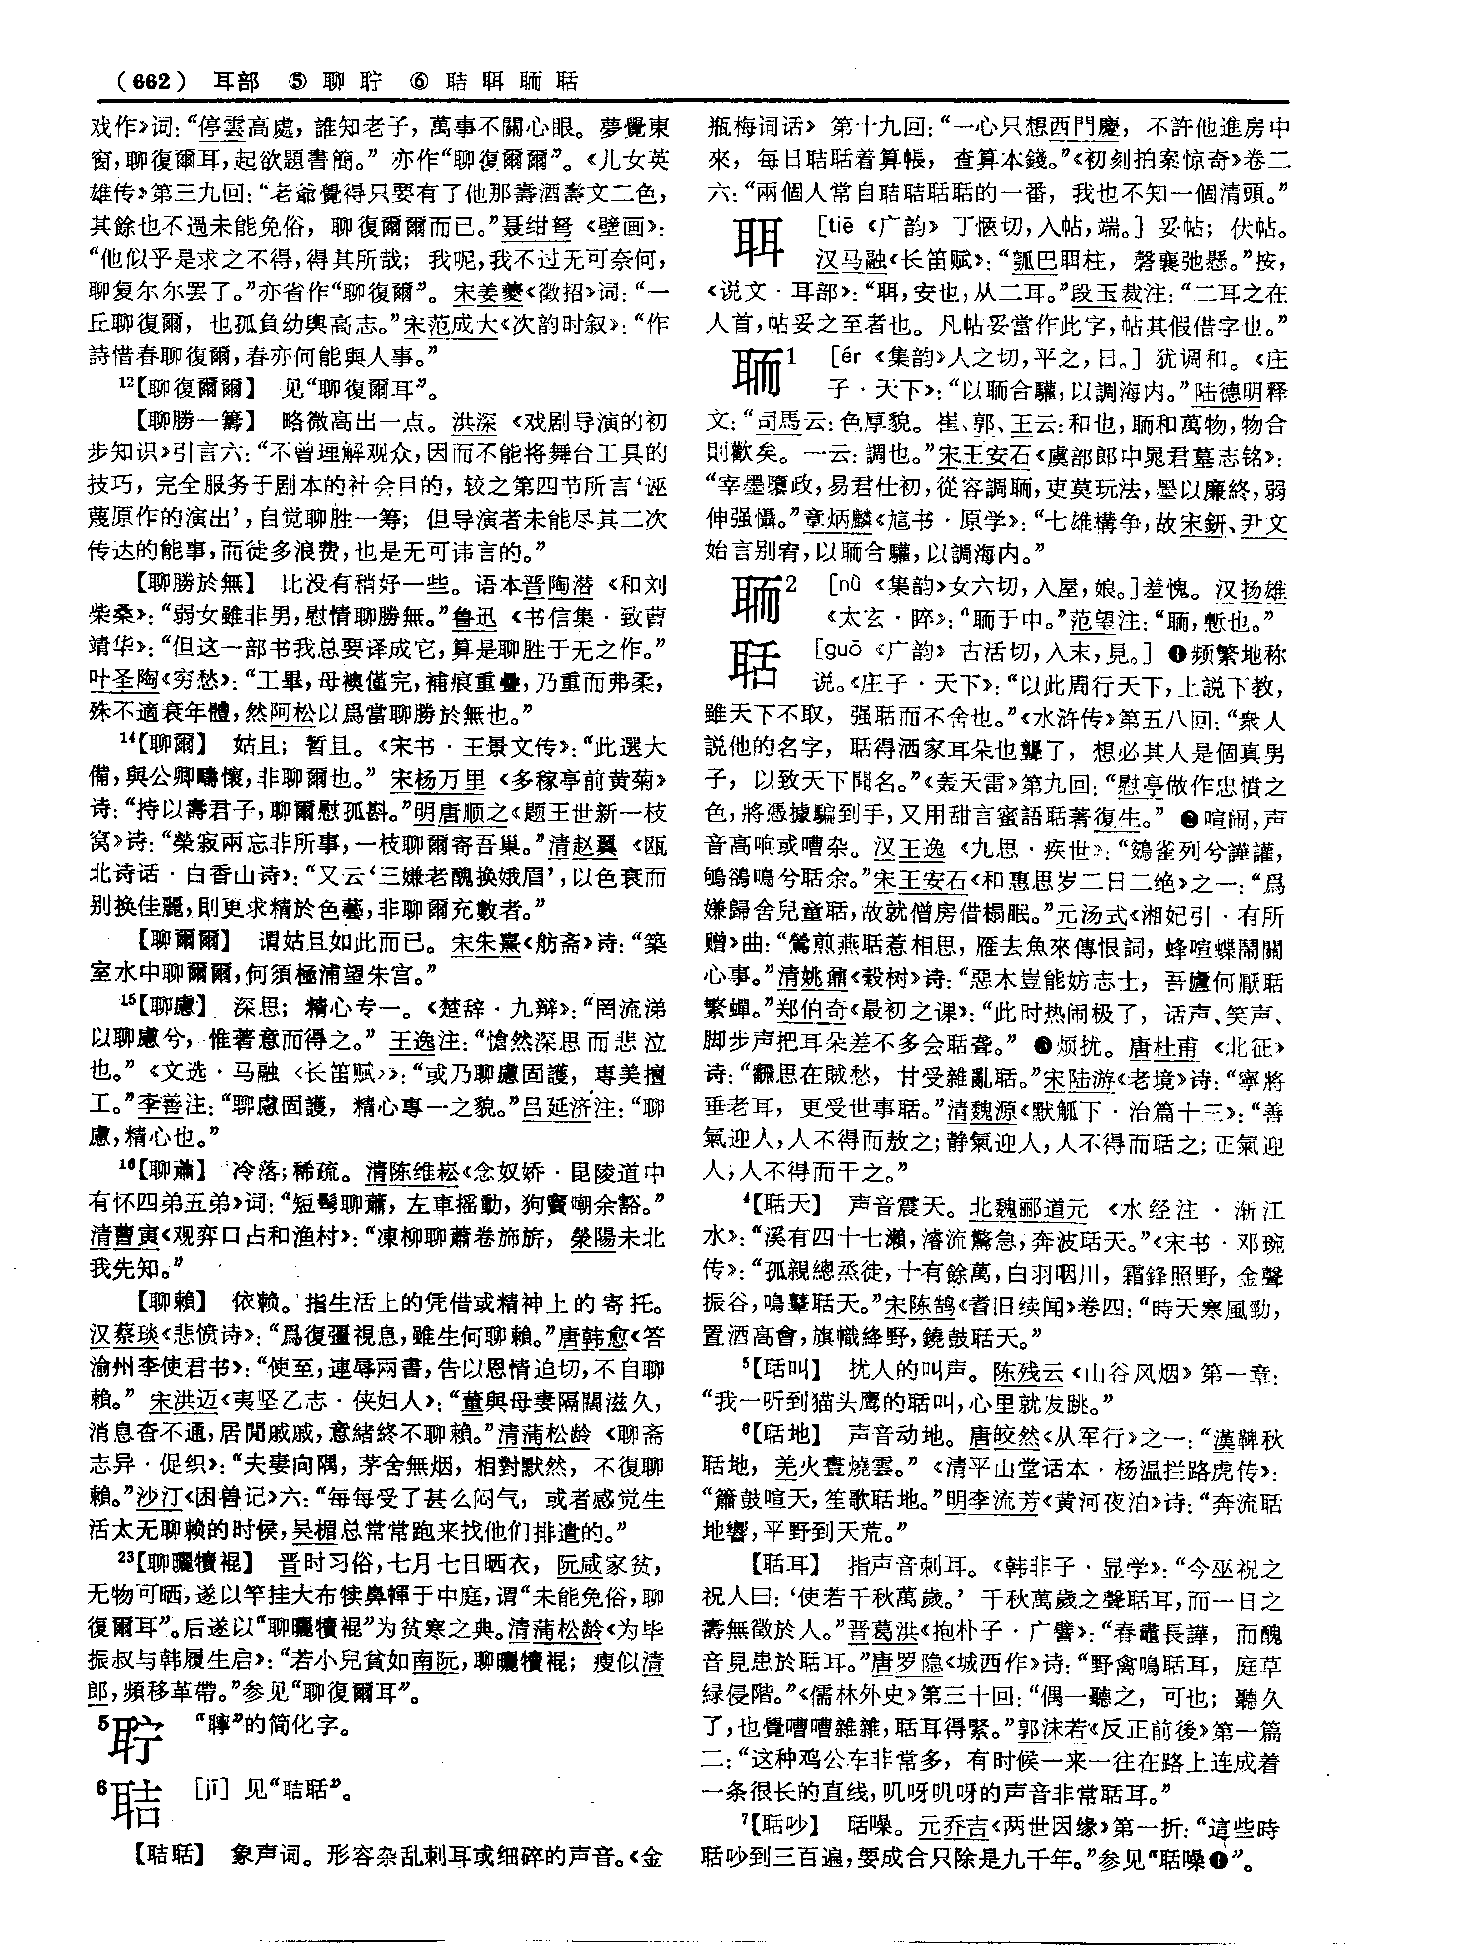 （662） 耳部 ⑤ 聊 聍 ⑥ 聐 聑 聏 聒
戏作》词：“停雲高處，誰知老子，萬事不關心眼。夢覺東
窗，聊復爾耳，起欲題書簡。” 亦作“聊復爾爾”。《儿女英
雄传》第三九回：“老爺覺得只要有了他那壽酒壽文二色，
其餘也不過未能免俗，聊復爾爾而已。”聂绀弩《壁画》：
“他似乎是求之不得，得其所哉；我呢，我不过无可奈何，
聊复尔尔罢了。”亦省作“聊復爾”。宋姜夔《徵招》词：“一
丘聊復爾，也孤負幼輿高志。”宋范成大《次韵时叙》：“作
詩惜春聊復爾，春亦何能與人事。”
12【聊復爾爾】 见“聊復爾耳”。
【聊勝一籌】 略微高出一点。洪深《戏剧导演的初
步知识》引言六：“不曾理解观众，因而不能将舞台工具的
技巧，完全服务于剧本的社会目的，较之第四节所言‘诬
蔑原作的演出’，自觉聊胜一筹；但导演者未能尽其二次
传达的能事，而徒多浪费，也是无可讳言的。”
【聊勝於無】 比没有稍好一些。语本晋陶潜《和刘
柴桑》：“弱女雖非男，慰情聊勝無。”鲁迅《书信集·致曹
靖华》：“但这一部书我总要译成它，算是聊胜于无之作。”
叶圣陶《穷愁》：“工畢，母襖僅完，補痕重疊，乃重而弗柔，
殊不適衰年體，然阿松以爲當聊勝於無也。”
14【聊爾】 姑且；暂且。《宋书·王景文传》：“此選大
備，與公卿疇懷，非聊爾也。” 宋杨万里《多稼亭前黄菊》
诗：“持以壽君子，聊爾慰孤斟。”明唐顺之《题王世新一枝
窝》诗：“榮寂兩忘非所事，一枝聊爾寄吾巢。”清赵翼《瓯
北诗话·白香山诗》：“又云‘三嫌老醜换娥眉’，以色衰而
别换佳麗，則更求精於色藝，非聊爾充數者。”
【聊爾爾】 谓姑且如此而已。宋朱熹《舫斋》诗：“築
室水中聊爾爾，何須極浦望朱宫。”
15【聊慮】 深思；精心专一。《楚辞·九辩》：“罔流涕
以聊慮兮，惟著意而得之。” 王逸注：“愴然深思而悲泣
也。”《文选·马融〈长笛赋〉》：“或乃聊慮固護，專美擅
工。”李善注：“聊慮固護，精心專一之貌。”吕延济注：“聊
慮，精心也。”
16【聊蕭】 冷落；稀疏。清陈维崧《念奴娇·昆陵道中
有怀四弟五弟》词：“短髩聊蕭，左車摇動，狗竇嘲余豁。”
清曹寅《观弈口占和渔村》：“凍柳聊蕭卷旆旂，滎陽未北
我先知。”
【聊賴】 依赖。指生活上的凭借或精神上的寄托。
汉蔡琰《悲愤诗》：“爲復彊視息，雖生何聊賴。”唐韩愈《答
渝州李使君书》：“使至，連辱兩書，告以恩情迫切，不自聊
賴。” 宋洪迈《夷坚乙志·侠妇人》：“董與母妻隔闊滋久，
消息杳不通，居閒戚戚，意緒終不聊賴。”清蒲松龄《聊斋
志异·促织》：“夫妻向隅，茅舍無烟，相對默然，不復聊
賴。”沙汀《困兽记》六：“每每受了甚么闷气，或者感觉生
活太无聊赖的时候，吴楣总常常跑来找他们排遣的。”
23【聊曬犢裩】 晋时习俗，七月七日晒衣，阮咸家贫，
无物可晒，遂以竿挂大布犊鼻幝于中庭，谓“未能免俗，聊
復爾耳”。后遂以“聊曬犢裩”为贫寒之典。清蒲松龄《为毕
振叔与韩履生启》：“若小兒貧如南阮，聊曬犢裩；瘦似清
郎，頻移革帶。”参见“聊復爾耳”。
5聍 “聹”的简化字。
6聐 [jī] 见“聐聒”。
【聐聒】 象声词。形容杂乱刺耳或细碎的声音。《金
瓶梅词话》第十九回：“一心只想西門慶，不許他進房中
來，每日聐聒着算帳，查算本錢。”《初刻拍案惊奇》卷二
六：“兩個人常自聐聐聒聒的一番，我也不知一個清頭。”
聑 [tiē《广韵》丁愜切，入帖，端。] 妥帖；伏帖。
汉马融《长笛赋》：“瓠巴聑柱，磬襄弛懸。”按，
《说文·耳部》：“聑，安也，从二耳。”段玉裁注：“二耳之在
人首，帖妥之至者也。凡帖妥當作此字，帖其假借字也。”
聏1 [ér《集韵》人之切，平之，日。] 犹调和。《庄
子·天下》：“以聏合驩，以調海内。”陆德明释
文：“司馬云：色厚貌。崔、郭、王云：和也，聏和萬物，物合
則歡矣。一云：調也。”宋王安石《虞部郎中晁君墓志铭》：
“宰墨隳政，易君仕初，從容調聏，吏莫玩法，墨以廉終，弱
伸强懾。”章炳麟《訄书·原学》：“七雄構争，故宋鈃、尹文
始言别宥，以聏合驩，以調海内。”
聏2 [nǜ《集韵》女六切，入屋，娘。]羞愧。汉扬雄
《太玄·睟》：“聏于中。”范望注：“聏，慙也。”
聒 [guō《广韵》古活切，入末，見。] ❶频繁地称
说。《庄子·天下》：“以此周行天下，上説下教，
雖天下不取，强聒而不舍也。”《水浒传》第五八回：“衆人
説他的名字，聒得洒家耳朵也聾了，想必其人是個真男
子，以致天下聞名。”《轰天雷》第九回：“慰亭做作忠憤之
色，將憑據騙到手，又用甜言蜜語聒著復生。” ❷喧闹，声
音高响或嘈杂。汉王逸《九思·疾世》：“鵕雀列兮譁讙，
鴝鵒鳴兮聒余。”宋王安石《和惠思岁二日二绝》之一：“爲
嫌歸舍兒童聒，故就僧房借榻眠。”元汤式《湘妃引·有所
赠》曲：“鶯煎燕聒惹相思，雁去魚來傳恨詞，蜂喧蝶鬧關
心事。”清姚鼐《榖树》诗：“惡木豈能妨志士，吾廬何厭聒
繁蟬。”郑伯奇《最初之课》：“此时热闹极了，话声、笑声、
脚步声把耳朵差不多会聒聋。” ❸烦扰。唐杜甫《北征》
诗：“翻思在賊愁，甘受雜亂聒。”宋陆游《老境》诗：“寧將
垂老耳，更受世事聒。”清魏源《默觚下·治篇十三》：“善
氣迎人，人不得而敖之；静氣迎人，人不得而聒之；正氣迎
人，人不得而干之。”
4【聒天】 声音震天。北魏郦道元《水经注·渐江
水》：“溪有四十七瀨，濬流驚急，奔波聒天。”《宋书·邓琬
传》：“孤親總烝徒，十有餘萬，白羽咽川，霜鋒照野，金聲
振谷，鳴鼙聒天。”宋陈鹄《耆旧续闻》卷四：“時天寒風勁，
置酒高會，旗幟絳野，鐃鼓聒天。”
5【聒叫】 扰人的叫声。陈残云《山谷风烟》第一章：
“我一听到猫头鹰的聒叫，心里就发跳。”
6【聒地】 声音动地。唐皎然《从军行》之一：“漢鞞秋
聒地，羌火晝燒雲。”《清平山堂话本·杨温拦路虎传》：
“簫鼓喧天，笙歌聒地。”明李流芳《黄河夜泊》诗：“奔流聒
地響，平野到天荒。”
【聒耳】 指声音刺耳。《韩非子·显学》：“今巫祝之
祝人曰：‘使若千秋萬歲。’千秋萬歲之聲聒耳，而一日之
壽無徵於人。”晋葛洪《抱朴子·广譬》：“春鼃長譁，而醜
音見患於聒耳。”唐罗隐《城西作》诗：“野禽鳴聒耳，庭草
緑侵階。”《儒林外史》第三十回：“偶一聽之，可也；聽久
了，也覺嘈嘈雜雜，聒耳得緊。”郭沫若《反正前後》第一篇
二：“这种鸡公车非常多，有时候一来一往在路上连成着
一条很长的直线，叽呀叽呀的声音非常聒耳。”
7【聒吵】 聒噪。元乔吉《两世因缘》第一折：“這些時
聒吵到三百遍，要成合只除是九千年。”参见“聒噪❶”。